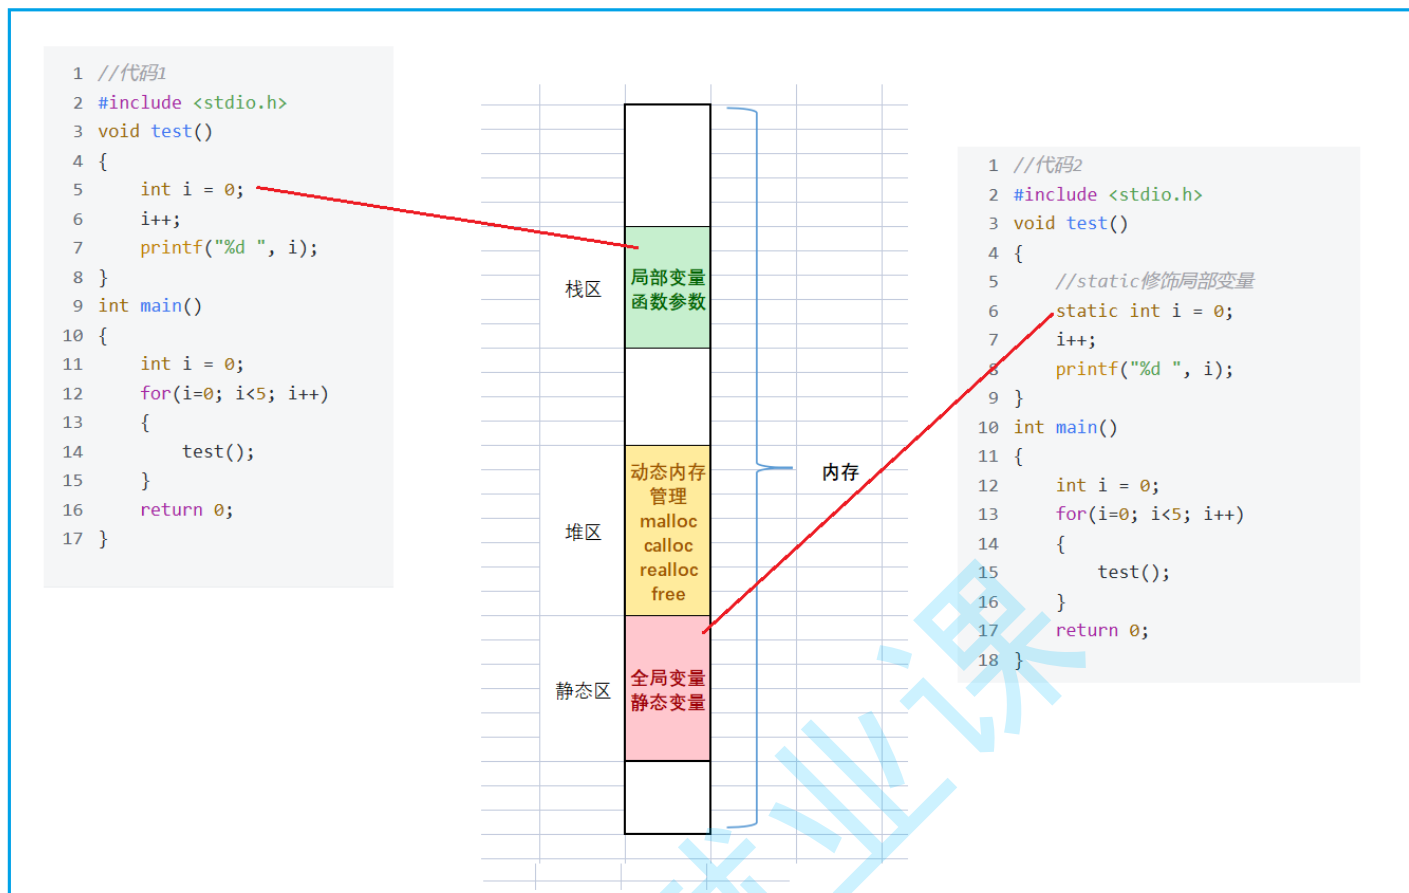 1 //代码1
2 #include <stdio.h>
3 void test()
4 {
5 int i = 0;
6 i++;
7 printf("%d ", i);
8 }
9 int main()
10 {
11 int i = 0;
12 for(i=0; i<5; i++)
13 {
14 test();
15 }
16 return 0;
17 }
栈区
局部变量
函数参数
堆区
动态内存
管理
malloc
calloc
realloc
free
静态区
全局变量
静态变量
内存
1 //代码2
2 #include <stdio.h>
3 void test()
4 {
5 //static修饰局部变量
6 static int i = 0;
7 i++;
8 printf("%d ", i);
9 }
10 int main()
11 {
12 int i = 0;
13 for(i=0; i<5; i++)
14 {
15 test();
16 }
17 return 0;
18 }
业课